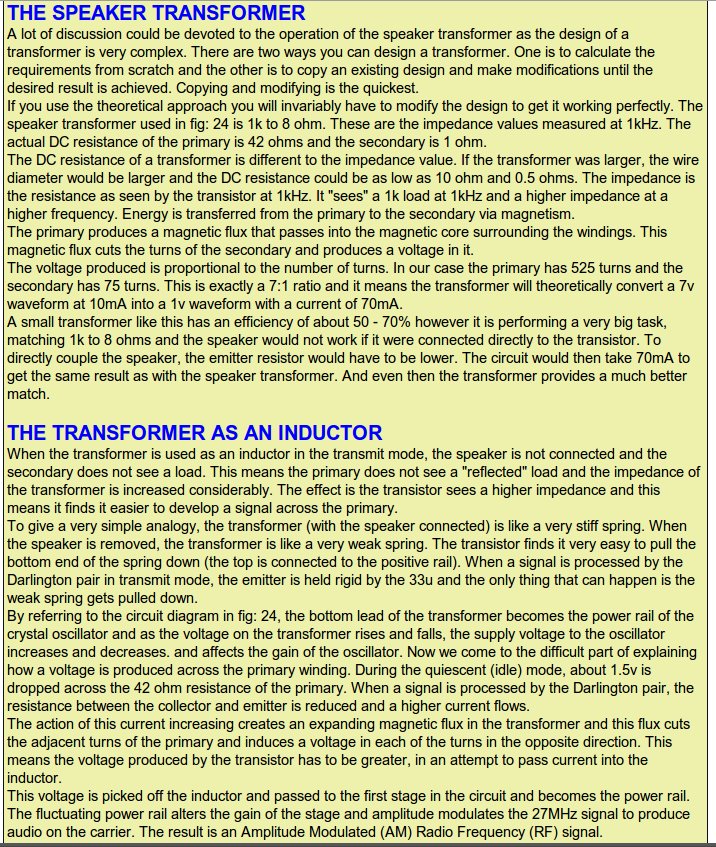 THE SPEAKER TRANSFORMER
A lot of discussion could be devoted to the operation of the speaker transformer as the design of a
transformer is very complex. There are two ways you can design a transformer. One is to calculate the
requirements from scratch and the other is to copy an existing design and make modifications until the
desired result is achieved. Copying and modifying is the quickest.
If you use the theoretical approach you will invariably have to modify the design to get it working perfectly. The
speaker transformer used in fig: 24 is 1k to 8 ohm. These are the impedance values measured at 1kHz. The
actual DC resistance of the primary is 42 ohms and the secondary is 1 ohm.
The DC resistance of a transformer is different to the impedance value. If the transformer was larger, the wire
diameter would be larger and the DC resistance could be as low as 10 ohm and 0.5 ohms. The impedance is
the resistance as seen by the transistor at 1kHz. It "sees" a 1k load at 1kHz and a higher impedance at a
higher frequency. Energy is transferred from the primary to the secondary via magnetism.
The primary produces a magnetic flux that passes into the magnetic core surrounding the windings. This
magnetic flux cuts the turns of the secondary and produces a voltage in it.
The voltage produced is proportional to the number of turns. In our case the primary has 525 turns and the
secondary has 75 turns. This is exactly a 7:1 ratio and it means the transformer will theoretically convert a 7v
waveform at 10mA into a 1v waveform with a current of 70mA.
A small transformer like this has an efficiency of about 50 - 70% however it is performing a very big task,
matching 1k to 8 ohms and the speaker would not work if it were connected directly to the transistor. To
directly couple the speaker, the emitter resistor would have to be lower. The circuit would then take 70mA to
get the same result as with the speaker transformer. And even then the transformer provides a much better
match.
THE TRANSFORMER AS AN INDUCTOR
When the transformer is used as an inductor in the transmit mode, the speaker is not connected and the
secondary does not see a load. This means the primary does not see a "reflected" load and the impedance of
the transformer is increased considerably. The effect is the transistor sees a higher impedance and this
means it finds it easier to develop a signal across the primary.
To give a very simple analogy, the transformer (with the speaker connected) is like a very stiff spring. When
the speaker is removed, the transformer is like a very weak spring. The transistor finds it very easy to pull the
bottom end of the spring down (the top is connected to the positive rail). When a signal is processed by the
Darlington pair in transmit mode, the emitter is held rigid by the 33u and the only thing that can happen is the
weak spring gets pulled down.
By referring to the circuit diagram in fig: 24, the bottom lead of the transformer becomes the power rail of the
crystal oscillator and as the voltage on the transformer rises and falls, the supply voltage to the oscillator
increases and decreases. and affects the gain of the oscillator. Now we come to the difficult part of explaining
how a voltage is produced across the primary winding. During the quiescent (idle) mode, about 1.5v is
dropped across the 42 ohm resistance of the primary. When a signal is processed by the Darlington pair, the
resistance between the collector and emitter is reduced and a higher current flows.
The action of this current increasing creates an expanding magnetic flux in the transformer and this flux cuts
the adjacent turns of the primary and induces a voltage in each of the turns in the opposite direction. This
means the voltage produced by the transistor has to be greater, in an attempt to pass current into the
inductor.
This voltage is picked off the inductor and passed to the first stage in the circuit and becomes the power rail.
The fluctuating power rail alters the gain of the stage and amplitude modulates the 27MHz signal to produce
audio on the carrier. The result is an Amplitude Modulated (AM) Radio Frequency (RF) signal.